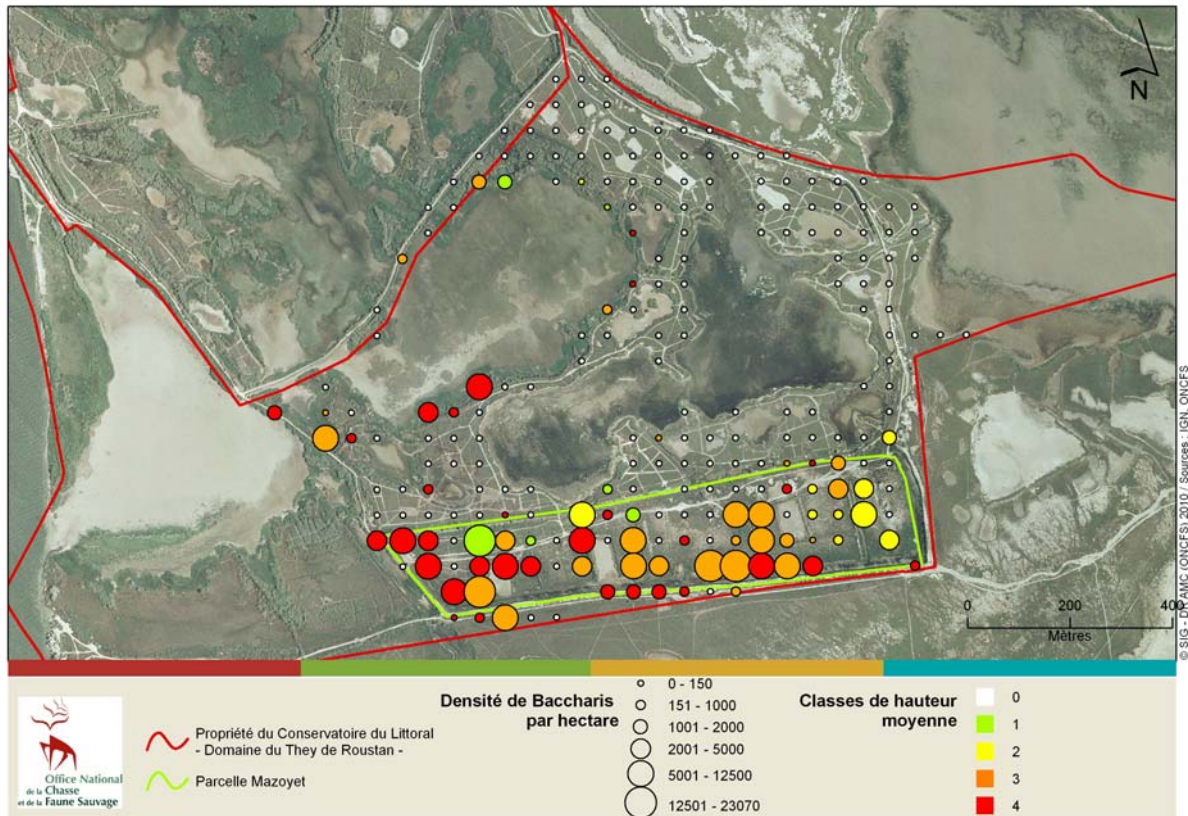 N
0 200 400
Mètres
© SIG - DR AMC (ONCFS) 2010 / Sources : IGN, ONCFS
Office National
de la Chasse
et de la Faune Sauvage
Propriété du Conservatoire du Littoral
- Domaine du They de Roustan -
Parcelle Mazoyet
Densité de Baccharis
par hectare
0 - 150
151 - 1000
1001 - 2000
2001 - 5000
5001 - 12500
12501 - 23070
Classes de hauteur
moyenne
0
1
2
3
4